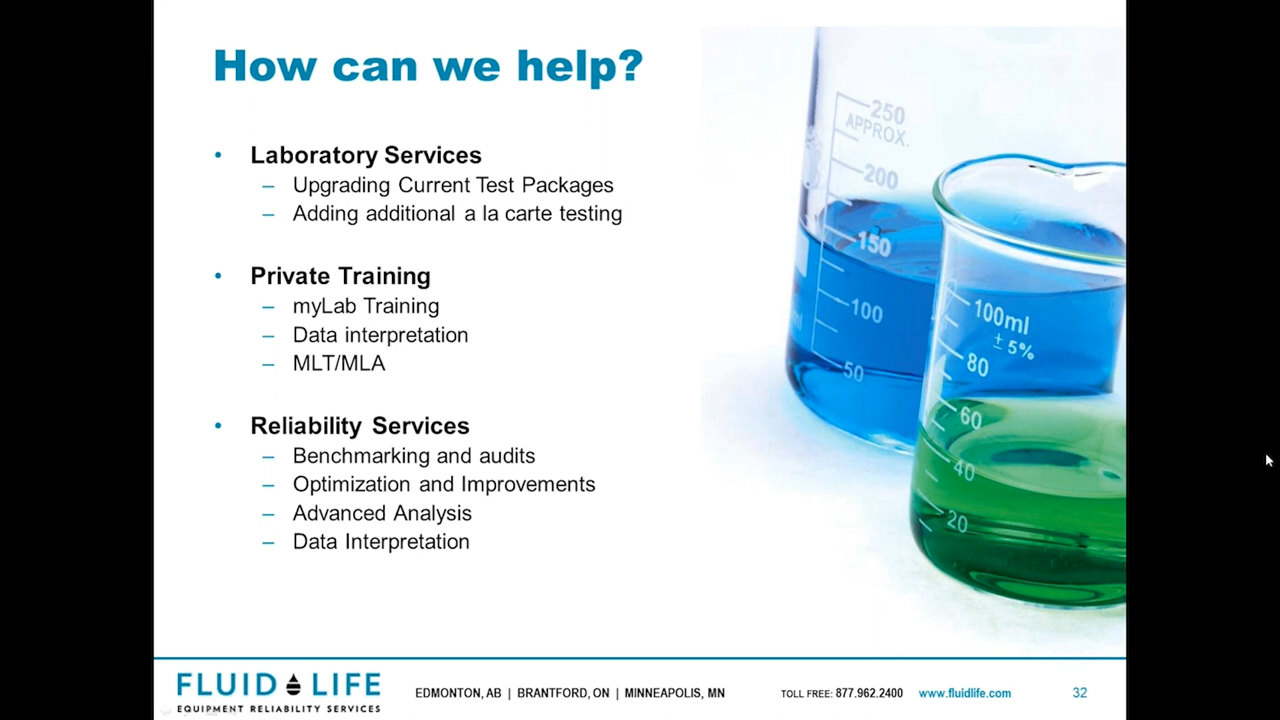 How can we help?
• Laboratory Services
– Upgrading Current Test Packages
– Adding additional a la carte testing
• Private Training
– myLab Training
– Data interpretation
– MLT/MLA
• Reliability Services
– Benchmarking and audits
– Optimization and Improvements
– Advanced Analysis
– Data Interpretation
250
APPROX.
200
150
100
50
100ml
± 5%
80
60
40
20
FLUID LIFE
EQUIPMENT RELIABILITY SERVICES
EDMONTON, AB | BRANTFORD, ON | MINNEAPOLIS, MN
TOLL FREE: 877.962.2400 www.fluidlife.com
32